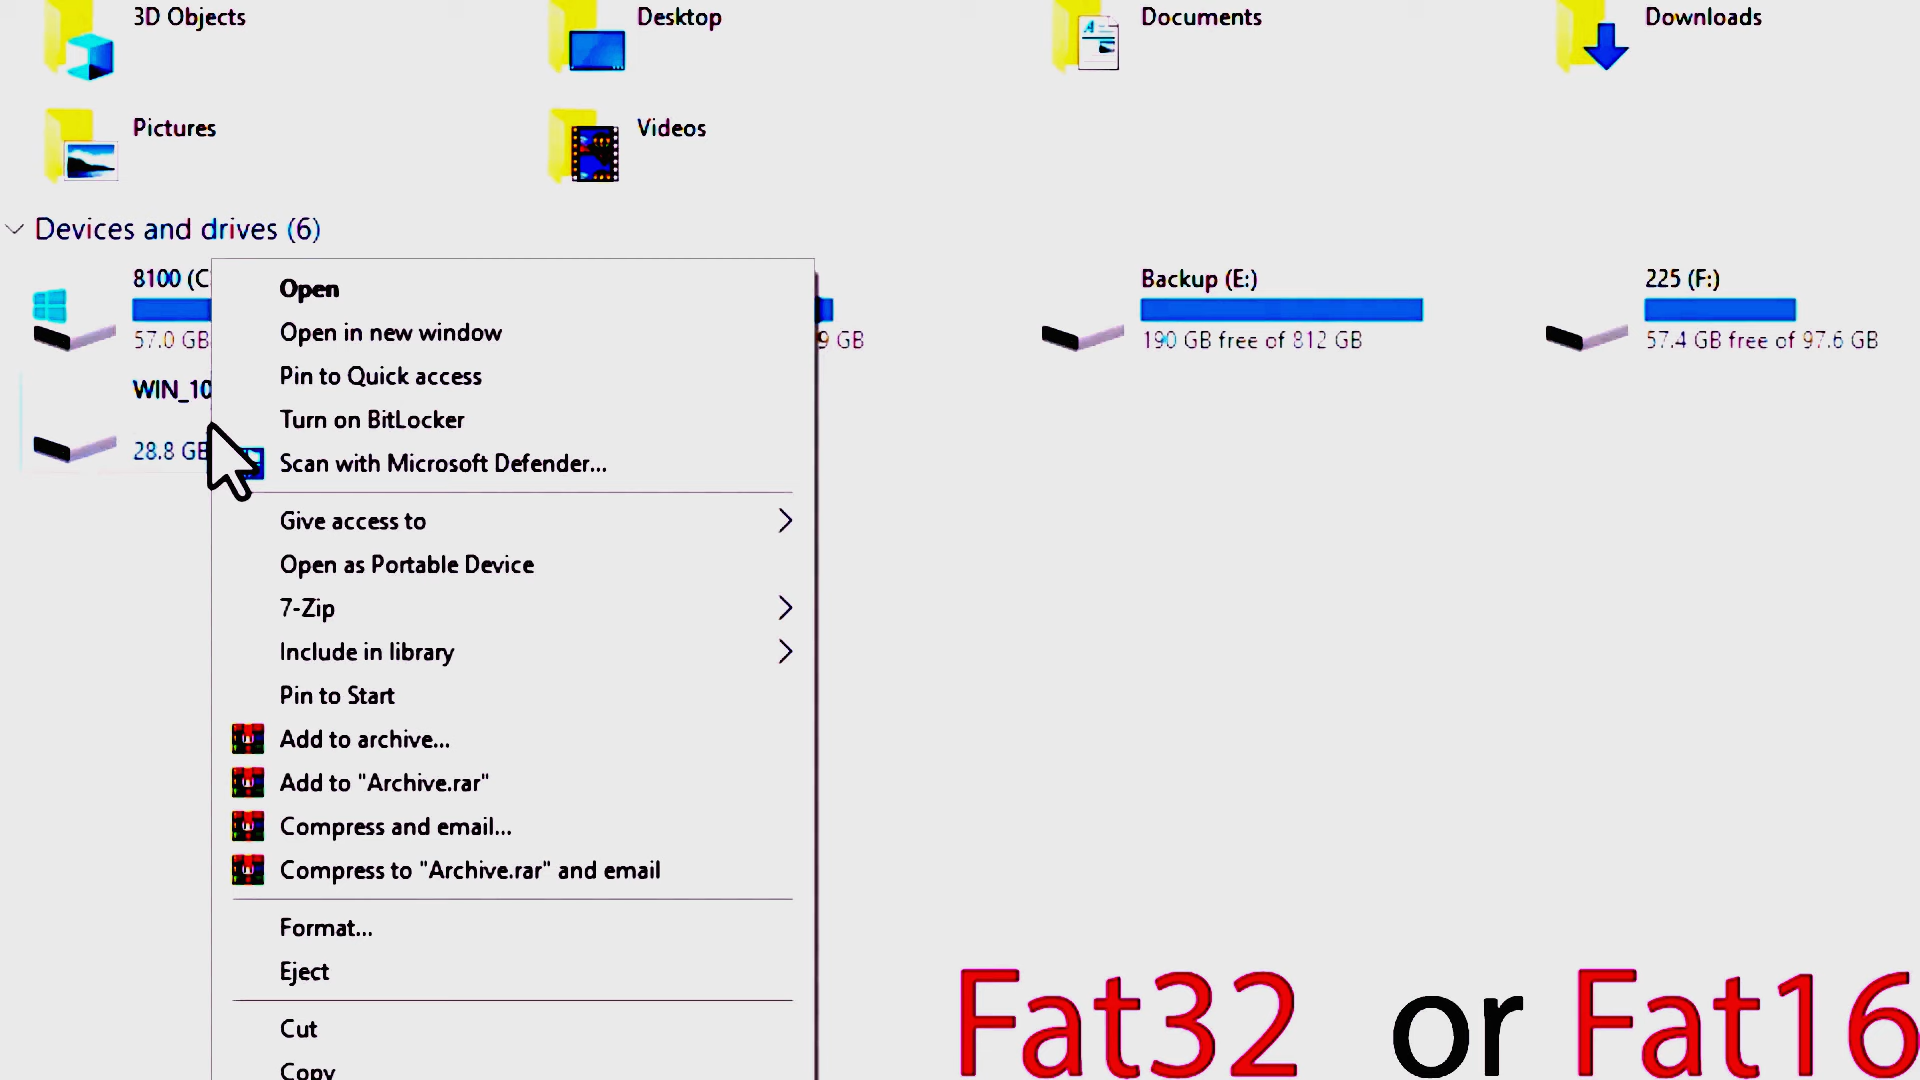 3D Objects
Desktop
Documents
Downloads
Pictures
Videos
Devices and drives (6)
8100 (C
Backup (E:)
225 (F:)
57.0 GB
9 GB
190 GB free of 812 GB
57.4 GB free of 97.6 GB
WIN_10
28.8 GB
Open
Open in new window
Pin to Quick access
Turn on BitLocker
Scan with Microsoft Defender...
Give access to
Open as Portable Device
7-Zip
Include in library
Pin to Start
Add to archive...
Add to "Archive.rar"
Compress and email...
Compress to "Archive.rar" and email
Format...
Eject
Cut
Copy
Fat32 or Fat16